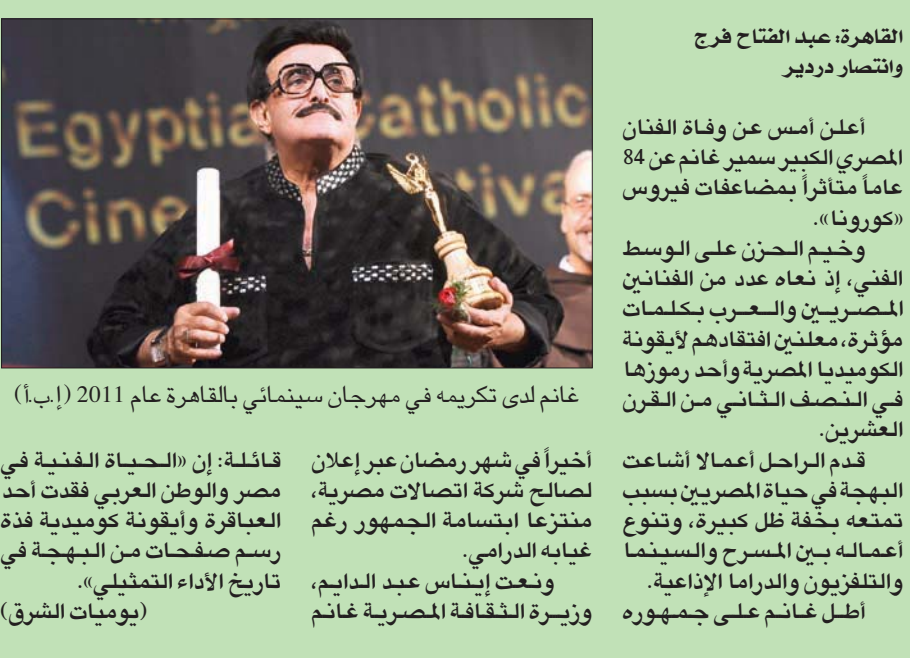 القاهرة: عبد الفتاح فرج
وانتصار دردير
أعلن أمس عن وفاة الفنان
المصري الكبير سمير غانم عن 84
عاماً متأثراً بمضاعفات فيروس
«كورونا».
وخيم الحزن على الوسط
الفني، إذ نعاه عدد من الفنانين
المصريين والعرب بكلمات
مؤثرة، معلنين افتقادهم لأيقونة
الكوميديا المصرية وأحد رموزها
في النصف الثاني من القرن
العشرين.
قدم الراحل أعمالا أشاعت
البهجة في حياة المصريين بسبب
تمتعه بخفة ظل كبيرة، وتنوع
أعماله بين المسرح والسينما
والتلفزيون والدراما الإذاعية.
أطل غانم على جمهوره
Egyptia Catholic
Cine tiva
غانم لدى تكريمه في مهرجان سينمائي بالقاهرة عام 2011 (إ.ب.أ)
أخيراً في شهر رمضان عبر إعلان
لصالح شركة اتصالات مصرية،
منتزعا ابتسامة الجمهور رغم
غيابه الدرامي.
ونعت إيناس عبد الدايم،
وزيرة الثقافة المصرية غانم
قائلة: إن «الحياة الفنية في
مصر والوطن العربي فقدت أحد
العباقرة وأيقونة كوميدية فذة
رسم صفحات من البهجة في
تاريخ الأداء التمثيلي».
(يوميات الشرق)